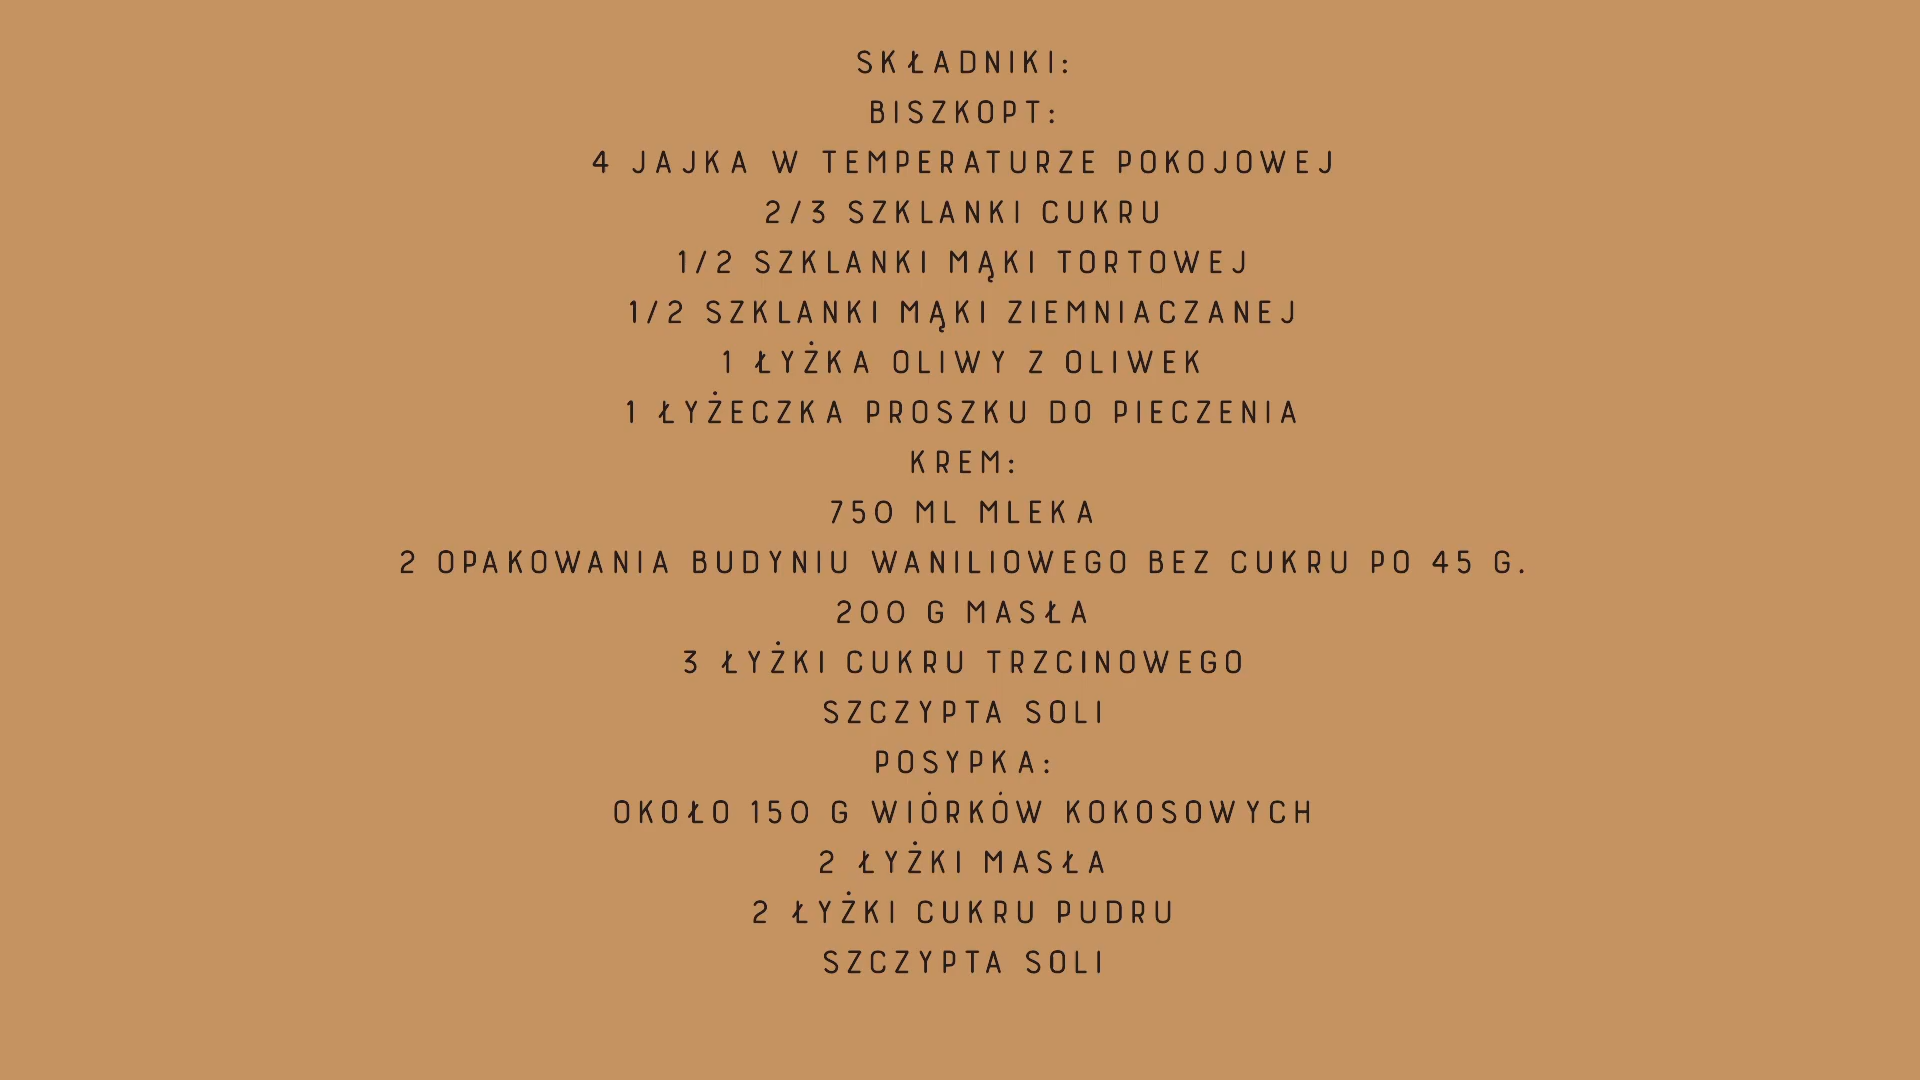 SKŁADNIKI:
BISZKOPT:
4 JAJKA W TEMPERATURZE POKOJOWEJ
2/3 SZKLANKI CUKRU
1/2 SZKLANKI MĄKI TORTOWEJ
1/2 SZKLANKI MĄKI ZIEMNIACZANEJ
1 ŁYŻKA OLIWY Z OLIWEK
1 ŁYŻECZKA PROSZKU DO PIECZENIA
KREM:
750 ML MLEKA
2 OPAKOWANIA BUDYNIU WANILIOWEGO BEZ CUKRU PO 45 G.
200 G MASŁA
3 ŁYŻKI CUKRU TRZCINOWEGO
SZCZYPTA SOLI
POSYPKA:
OKOŁO 150 G WIÓRKÓW KOKOSOWYCH
2 ŁYŻKI MASŁA
2 ŁYŻKI CUKRU PUDRU
SZCZYPTA SOLI